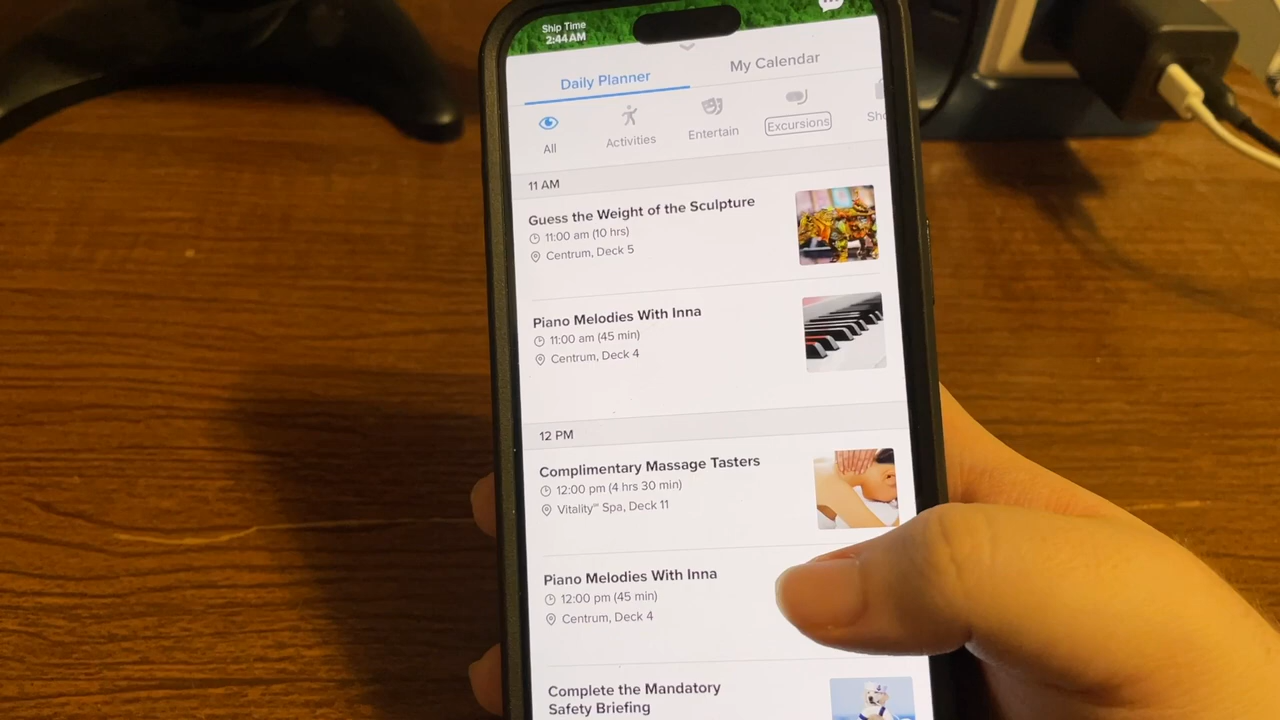 Ship Time
2:44 AM
Daily Planner
My Calendar
All
Activities
Entertain
Excursions
11 AM
Guess the Weight of the Sculpture
11:00 am (10 hrs)
Centrum, Deck 5
Piano Melodies With Inna
11:00 am (45 min)
Centrum, Deck 4
12 PM
Complimentary Massage Tasters
12:00 pm (4 hrs 30 min)
Vitality℠ Spa, Deck 11
Piano Melodies With Inna
12:00 pm (45 min)
Centrum, Deck 4
Complete the Mandatory
Safety Briefing